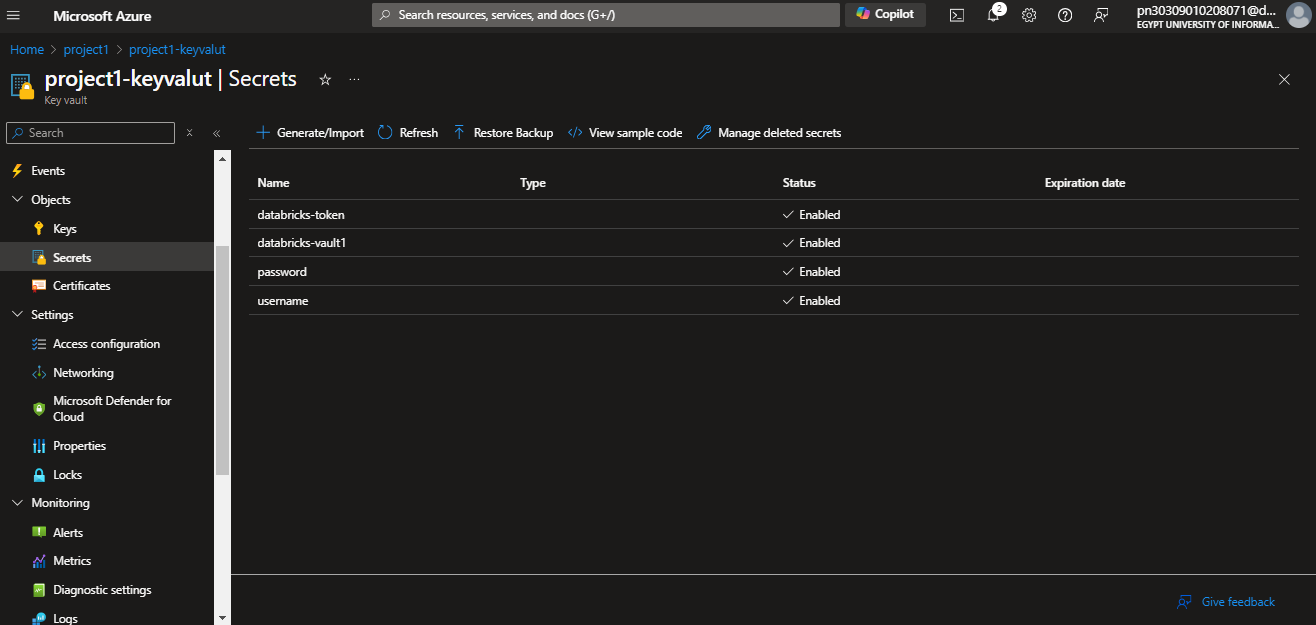 Microsoft Azure
Search resources, services, and docs (G+/)
Copilot
2
pn30309010208071@d...
EGYPT UNIVERSITY OF INFORMA...
Home > project1 > project1-keyvalut
project1-keyvalut | Secrets
Key vault
Search
Generate/Import
Refresh
Restore Backup
View sample code
Manage deleted secrets
Events
Objects
Keys
Secrets
Certificates
Settings
Access configuration
Networking
Microsoft Defender for
Cloud
Properties
Locks
Monitoring
Alerts
Metrics
Diagnostic settings
Logs
Name Type Status Expiration date
databricks-token Enabled
databricks-vault1 Enabled
password Enabled
username Enabled
Give feedback